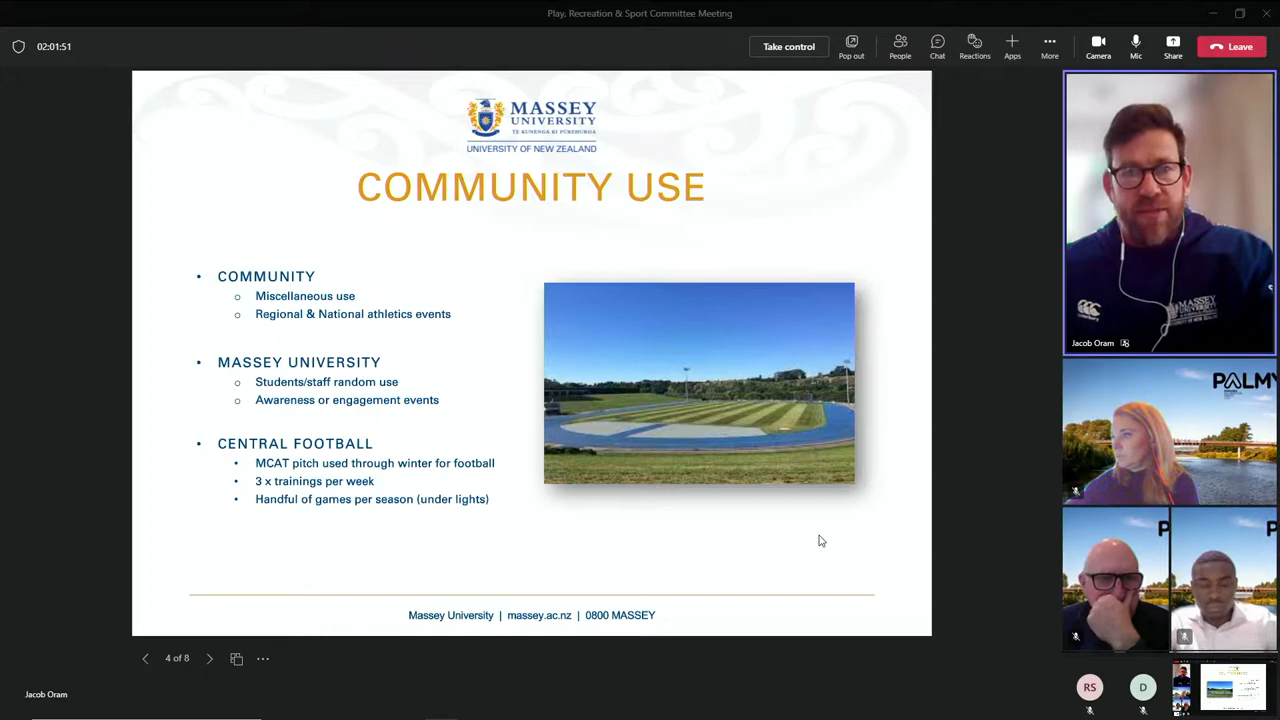 Play, Recreation & Sport Committee Meeting
02:01:51
Take control
Pop out
People
Chat
Reactions
Apps
More
Camera
Mic
Share
Leave
MASSEY
UNIVERSITY
TE KUNENGA KI PŪREHUROA
UNIVERSITY OF NEW ZEALAND
COMMUNITY USE
• COMMUNITY
o Miscellaneous use
o Regional & National athletics events
• MASSEY UNIVERSITY
o Students/staff random use
o Awareness or engagement events
• CENTRAL FOOTBALL
• MCAT pitch used through winter for football
• 3 x trainings per week
• Handful of games per season (under lights)
Massey University | massey.ac.nz | 0800 MASSEY
4 of 8
Jacob Oram
MASSEY
UNIVERSITY
Jacob Oram
PALMY
P
P
RS
D